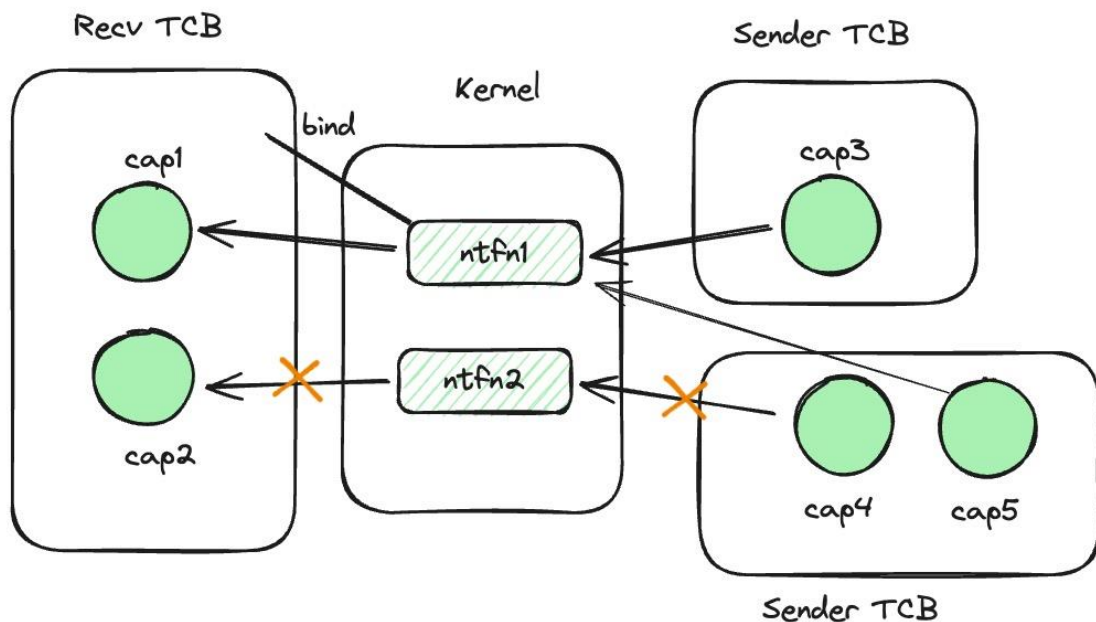 Recv TCB
Sender TCB
Kernel
bind
cap1
cap3
ntfn1
ntfn2
cap2
cap4
cap5
Sender TCB